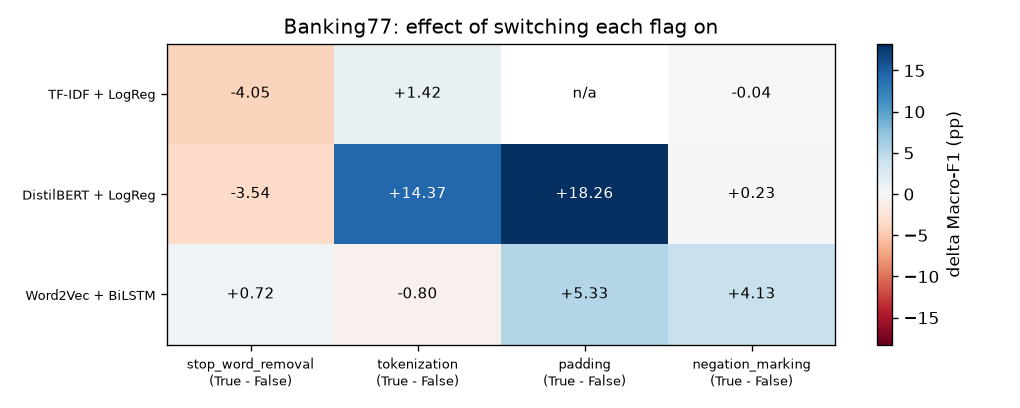 Banking77: effect of switching each flag on
TF-IDF + LogReg
-4.05
+1.42
n/a
-0.04
DistilBERT + LogReg
-3.54
+14.37
+18.26
+0.23
Word2Vec + BiLSTM
+0.72
-0.80
+5.33
+4.13
stop_word_removal
(True - False)
tokenization
(True - False)
padding
(True - False)
negation_marking
(True - False)
15
10
5
0
−5
−10
−15
delta Macro-F1 (pp)